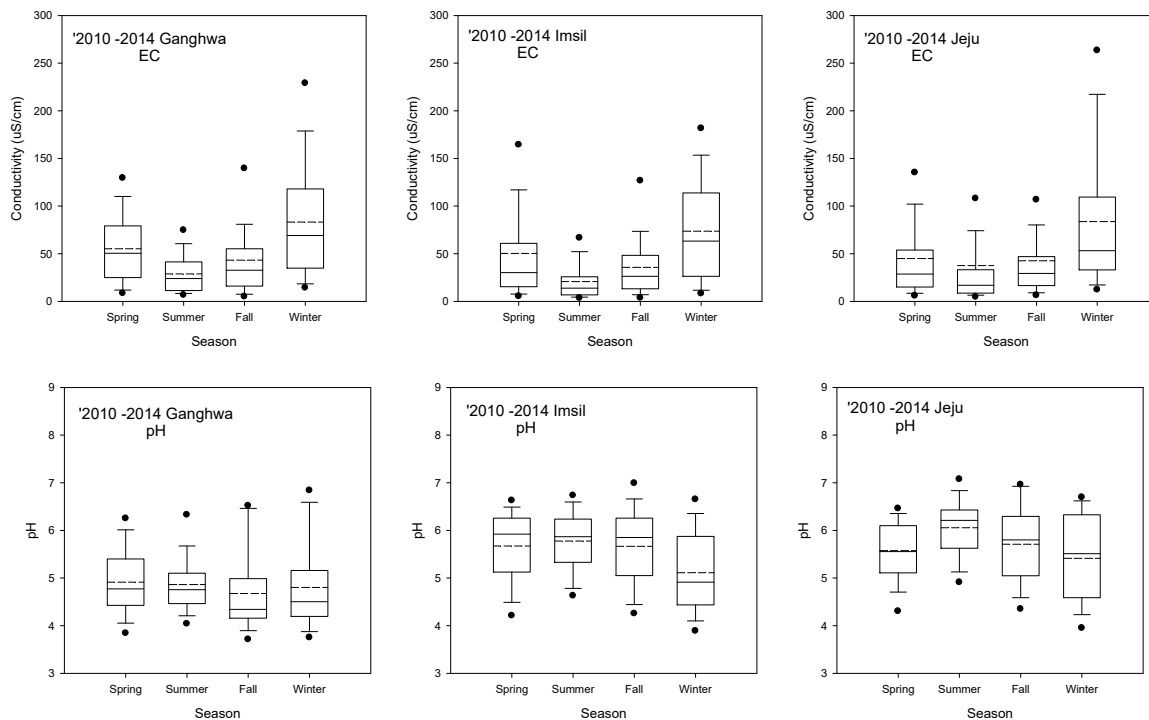 '2010 -2014 Ganghwa
EC
Conductivity (uS/cm)
300
250
200
150
100
50
0
Spring Summer Fall Winter
Season
'2010 -2014 Imsil
EC
Conductivity (uS/cm)
300
250
200
150
100
50
0
Spring Summer Fall Winter
Season
'2010 -2014 Jeju
EC
Conductivity (uS/cm)
300
250
200
150
100
50
0
Spring Summer Fall Winter
Season
'2010 -2014 Ganghwa
pH
pH
9
8
7
6
5
4
3
Spring Summer Fall Winter
Season
'2010 -2014 Imsil
pH
pH
9
8
7
6
5
4
3
Spring Summer Fall Winter
Season
'2010 -2014 Jeju
pH
pH
9
8
7
6
5
4
3
Spring Summer Fall Winter
Season